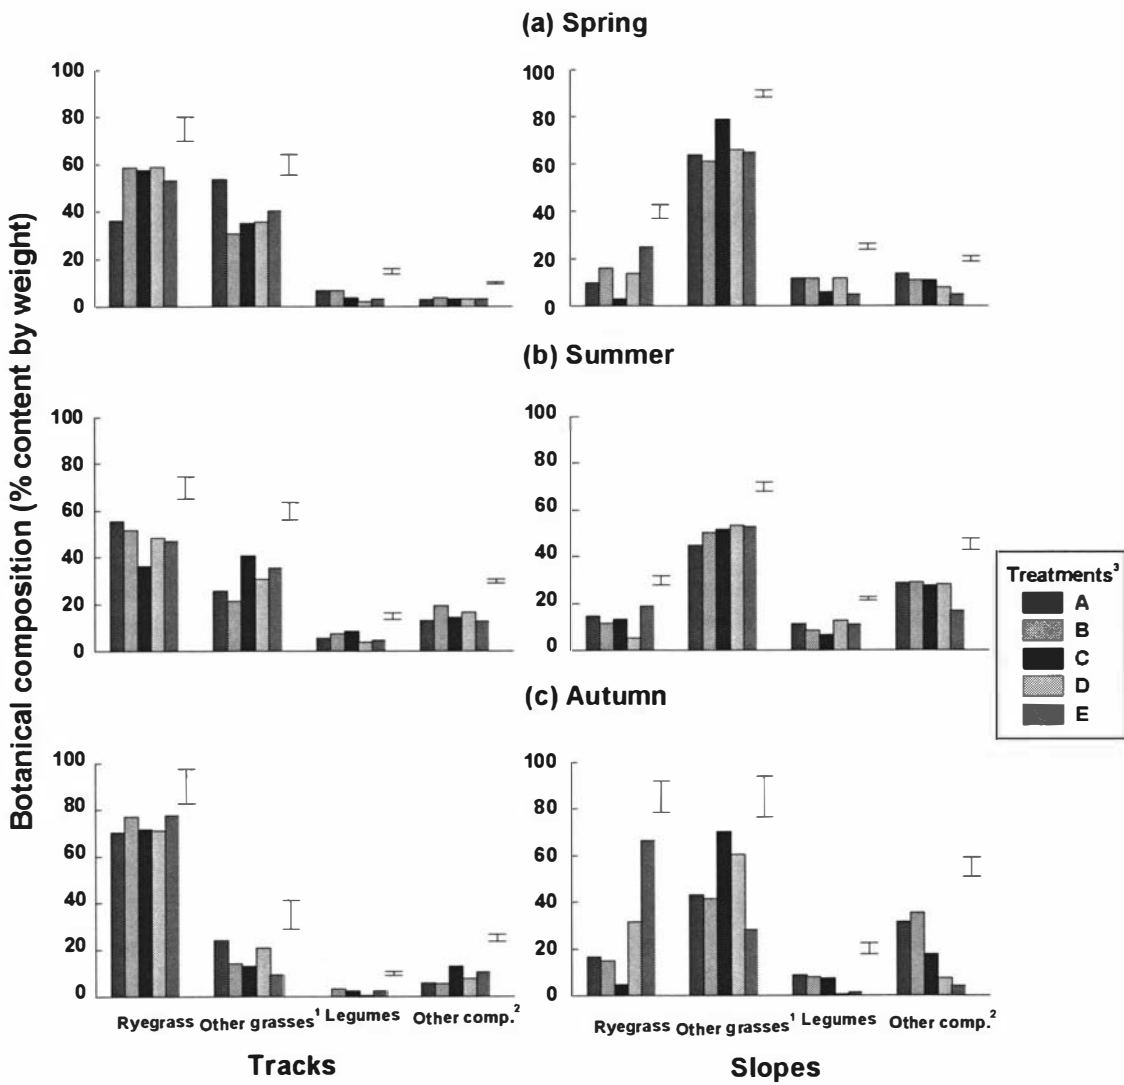 (a) Spring
100
80
60
40
20
0
100
80
60
40
20
0
(b) Summer
100
80
60
40
20
0
100
80
60
40
20
0
(c) Autumn
100
80
60
40
20
0
100
80
60
40
20
0
Botanical composition (% content by weight)
Treatments³
A
B
C
D
E
Ryegrass Other grasses¹ Legumes Other comp.²
Ryegrass Other grasses¹ Legumes Other comp.²
Tracks
Slopes